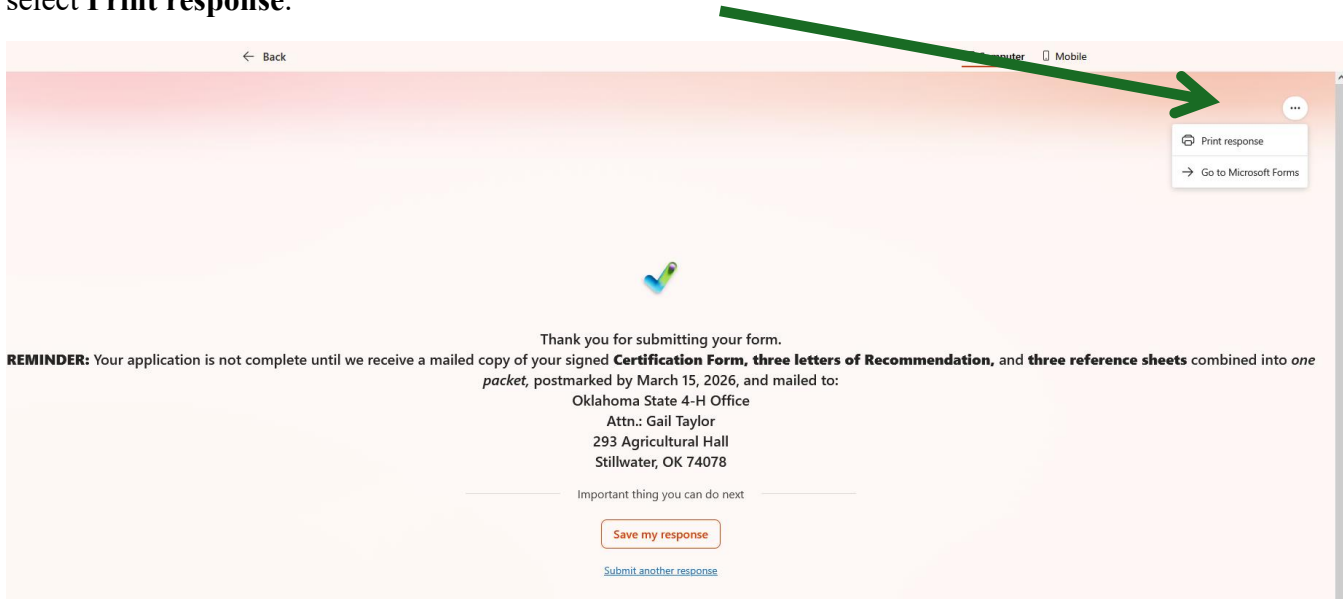 select Print response.
← Back
Computer Mobile
Print response
→ Go to Microsoft Forms
Thank you for submitting your form.
REMINDER: Your application is not complete until we receive a mailed copy of your signed Certification Form, three letters of Recommendation, and three reference sheets combined into one
packet, postmarked by March 15, 2026, and mailed to:
Oklahoma State 4-H Office
Attn.: Gail Taylor
293 Agricultural Hall
Stillwater, OK 74078
Important thing you can do next
Save my response
Submit another response